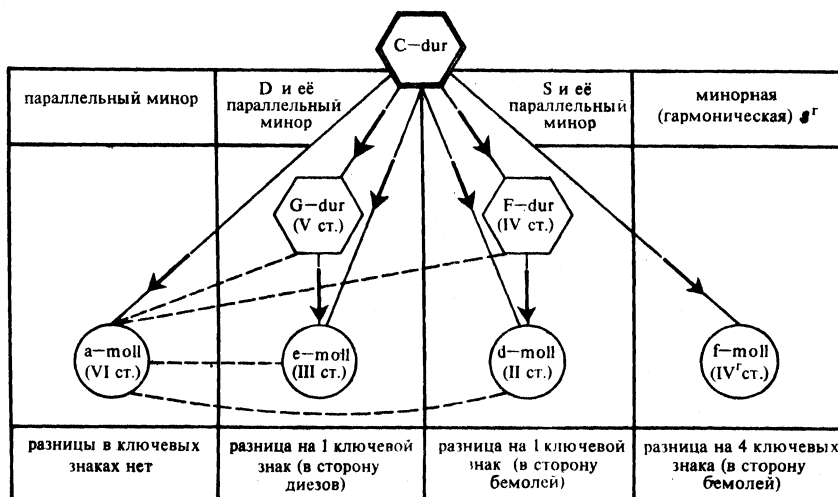 C–dur
параллельный минор
D и её
параллельный
минор
S и её
параллельный
минор
минорная
(гармоническая) sг
G–dur
(V ст.)
F–dur
(IV ст.)
a–moll
(VI ст.)
e–moll
(III ст.)
d–moll
(II ст.)
f–moll
(IVг ст.)
разницы в ключевых
знаках нет
разница на 1 ключевой
знак (в сторону
диезов)
разница на 1 ключевой
знак (в сторону
бемолей)
разница на 4 ключевых
знака (в сторону
бемолей)